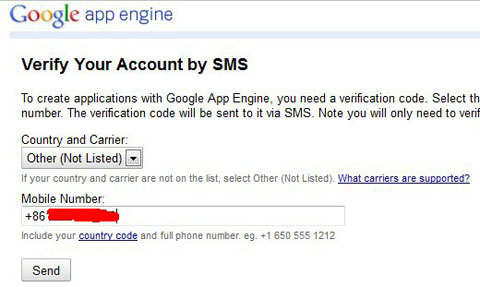 Google app engine
Verify Your Account by SMS
To create applications with Google App Engine, you need a verification code. Select th
number. The verification code will be sent to it via SMS. Note you will only need to verif
Country and Carrier:
Other (Not Listed)
If your country and carrier are not on the list, select Other (Not Listed). What carriers are supported?
Mobile Number:
+86
Include your country code and full phone number. eg. +1 650 555 1212
Send